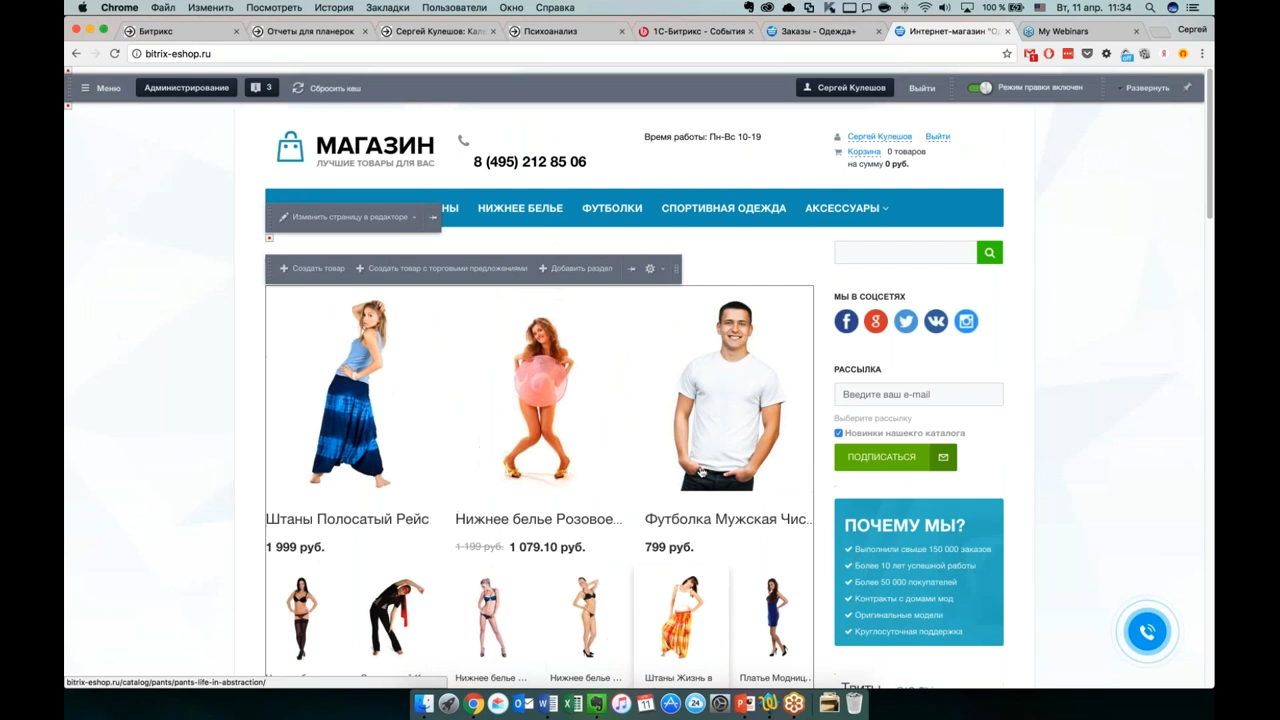 Chrome Файл Изменить Посмотреть История Закладки Пользователи Окно Справка 100 % Вт, 11 апр. 11:34
Битрикс Отчеты для планерок Сергей Кулешов: Кал Психоанализ 1С-Битрикс - События Заказы - Одежда+ Интернет-магазин "О My Webinars Сергей
bitrix-eshop.ru
Меню Администрирование 3 Сбросить кеш Сергей Кулешов Выйти Режим правки включен Развернуть
МАГАЗИН
ЛУЧШИЕ ТОВАРЫ ДЛЯ ВАС
8 (495) 212 85 06
Время работы: Пн-Вс 10-19
Сергей Кулешов Выйти
Корзина 0 товаров
на сумму 0 руб.
НЫ НИЖНЕЕ БЕЛЬЕ ФУТБОЛКИ СПОРТИВНАЯ ОДЕЖДА АКСЕССУАРЫ
Изменить страницу в редакторе
Создать товар Создать товар с торговыми предложениями Добавить раздел
МЫ В СОЦСЕТЯХ
РАССЫЛКА
Введите ваш e-mail
Выберите рассылку
Новинки нашекго каталога
ПОДПИСАТЬСЯ
ПОЧЕМУ МЫ?
Выполнили свыше 150 000 заказов
Более 10 лет успешной работы
Более 50 000 покупателей
Контракты с домами мод
Оригинальные модели
Круглосуточная поддержка
Штаны Полосатый Рейс Нижнее белье Розовое... Футболка Мужская Чис...
1 999 руб. 1 199 руб. 1 079.10 руб. 799 руб.
Нижнее белье ... Нижнее белье ... Штаны Жизнь в Платье Модниц...
bitrix-eshop.ru/catalog/pants/pants-life-in-abstraction/